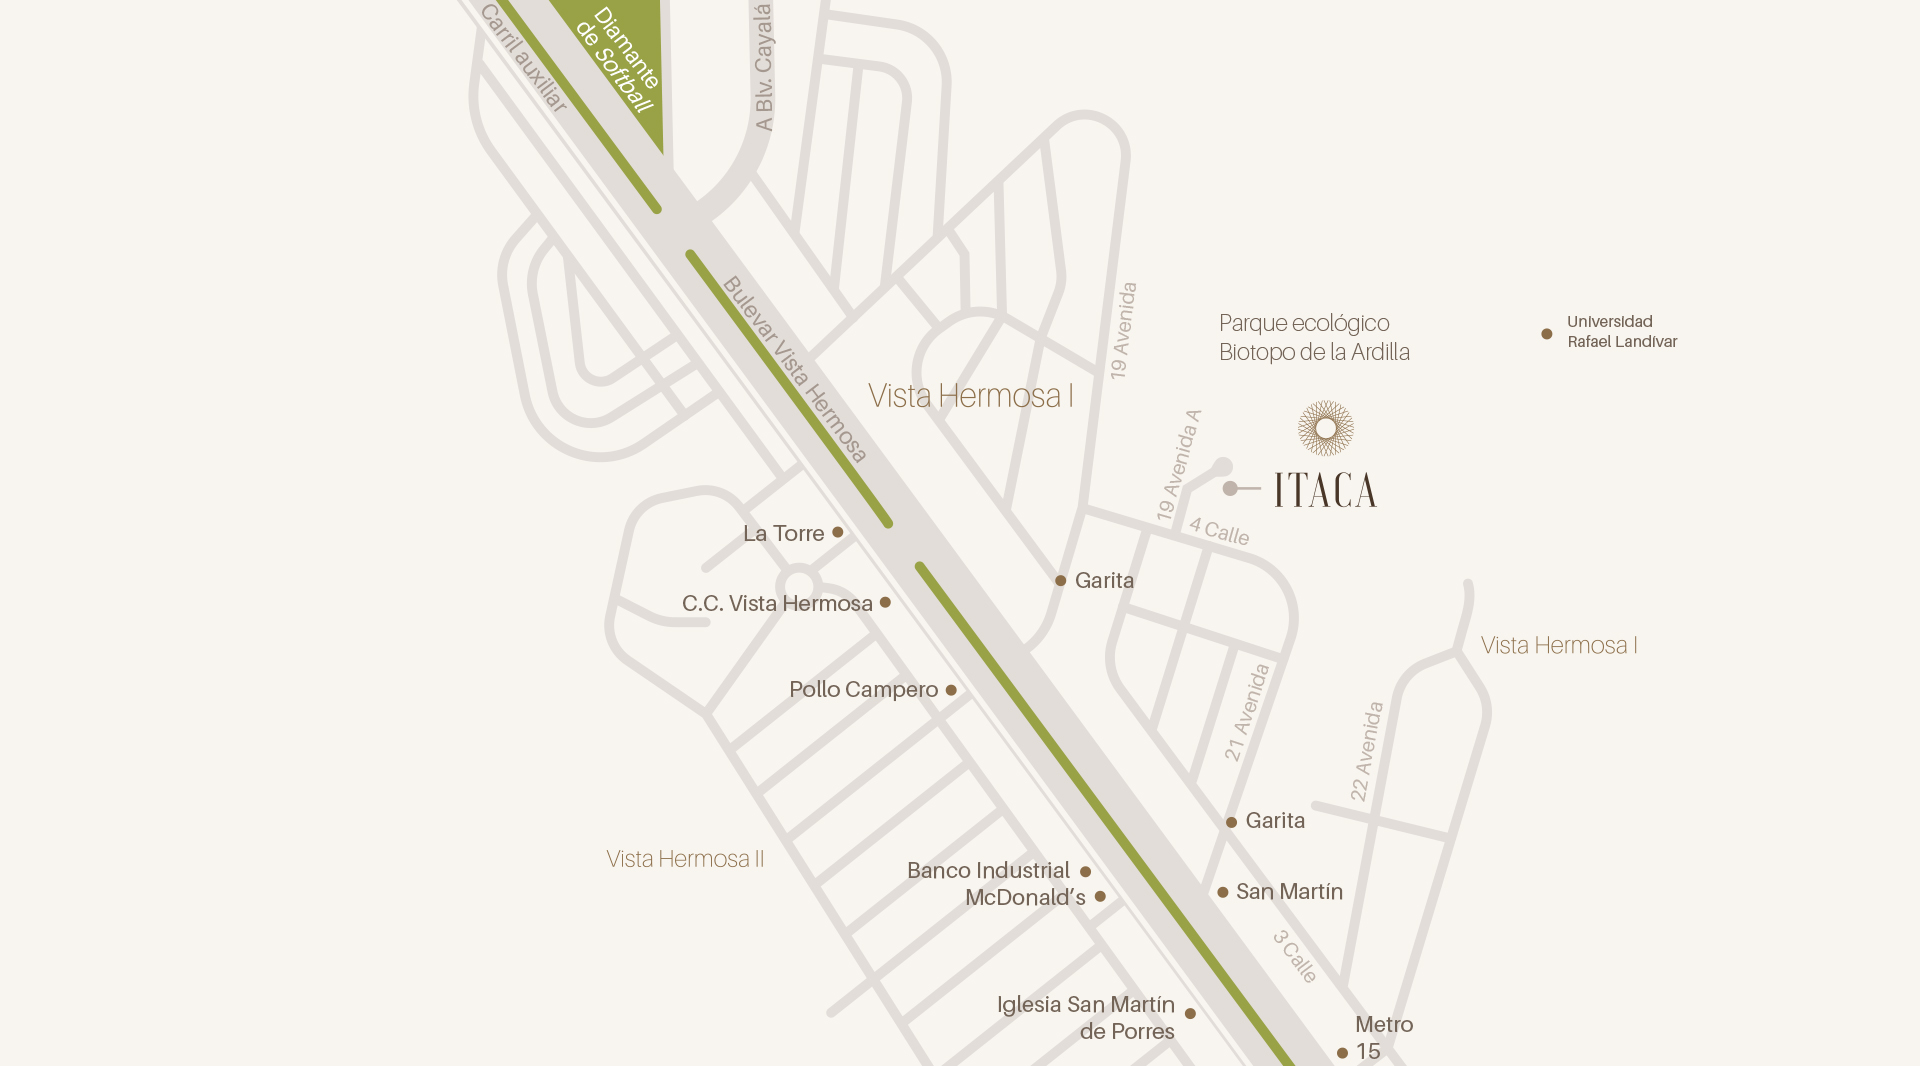 Carril auxiliar
Diamante
de Softball
A Blv. Cayalá
Bulevar Vista Hermosa
19 Avenida
Parque ecológico
Biotopo de la Ardilla
Universidad
Rafael Landívar
Vista Hermosa I
19 Avenida A
ITACA
4 Calle
La Torre
Garita
C.C. Vista Hermosa
Vista Hermosa I
Pollo Campero
21 Avenida
22 Avenida
Garita
Vista Hermosa II
Banco Industrial
McDonald’s
San Martín
3 Calle
Iglesia San Martín
de Porres
Metro
15